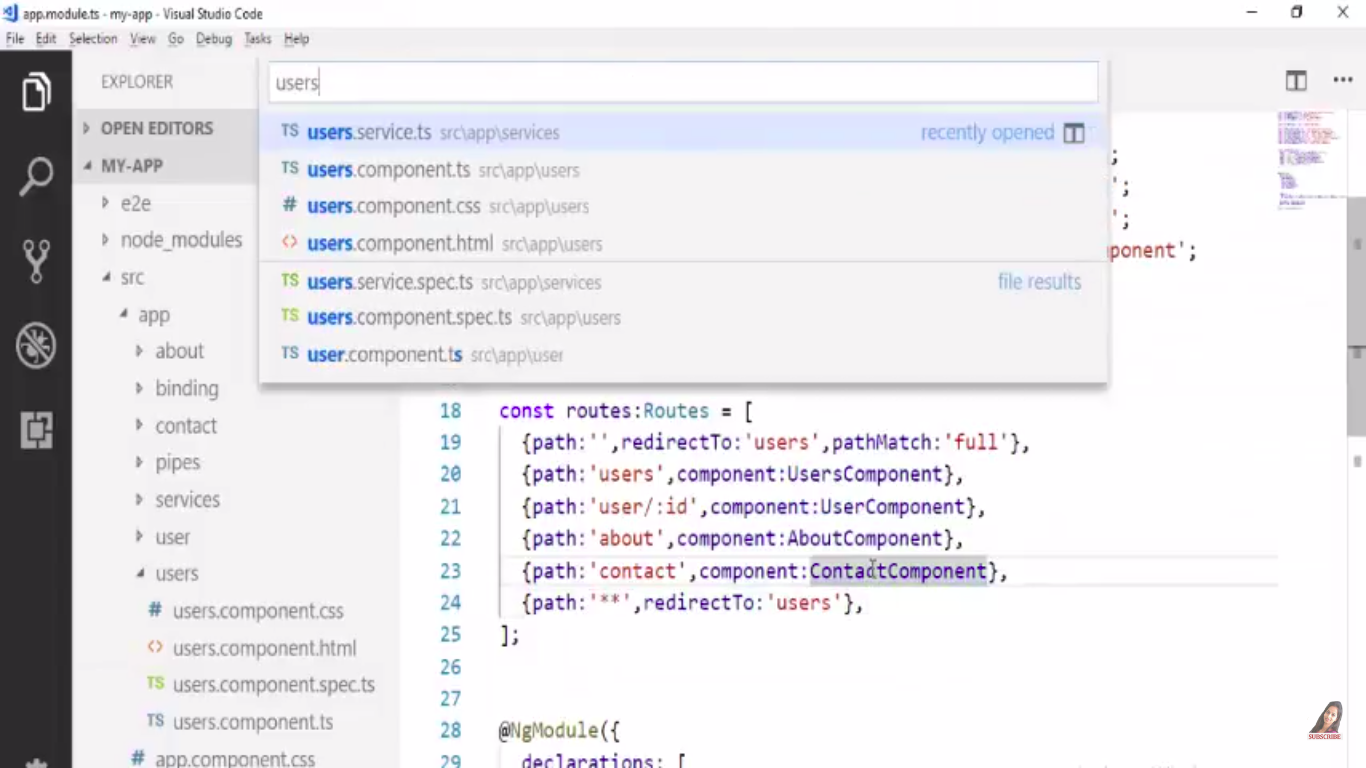 app.module.ts - my-app - Visual Studio Code
File Edit Selection View Go Debug Tasks Help
EXPLORER
OPEN EDITORS
MY-APP
e2e
node_modules
src
app
about
binding
contact
pipes
services
user
users
# users.component.css
<> users.component.html
TS users.component.spec.ts
TS users.component.ts
# app.component.css
users
TS users.service.ts src\app\services recently opened
TS users.component.ts src\app\users
# users.component.css src\app\users
<> users.component.html src\app\users
TS users.service.spec.ts src\app\services file results
TS users.component.spec.ts src\app\users
TS user.component.ts src\app\user
;
';
';
ponent';
18 const routes:Routes = [
19 {path:'',redirectTo:'users',pathMatch:'full'},
20 {path:'users',component:UsersComponent},
21 {path:'user/:id',component:UserComponent},
22 {path:'about',component:AboutComponent},
23 {path:'contact',component:ContactComponent},
24 {path:'**',redirectTo:'users'},
25 ];
26
27
28 @NgModule({
29 declarations: [
SUBSCRIBE